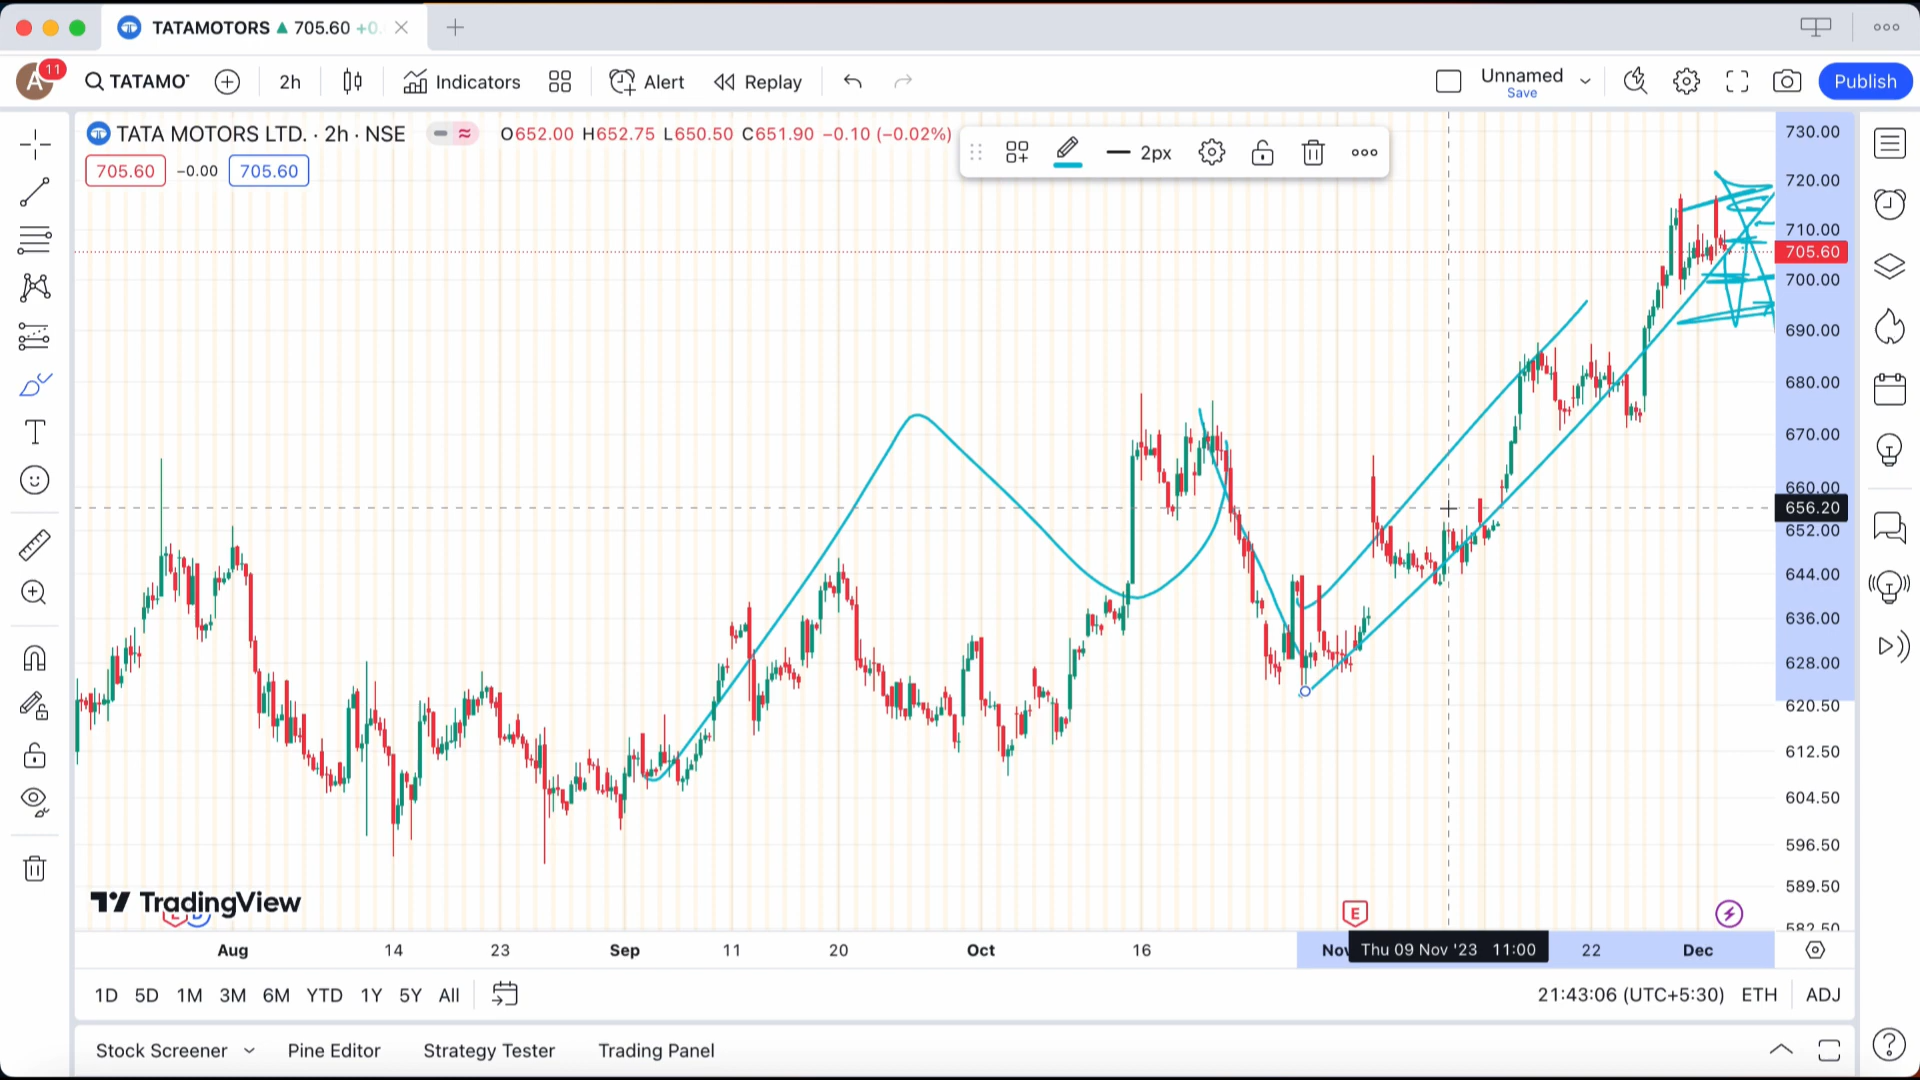 TATAMOTORS ▲ 705.60 +0.
A 11 TATAMO 2h Indicators Alert Replay Unnamed Save Publish
TATA MOTORS LTD. · 2h · NSE O652.00 H652.75 L650.50 C651.90 −0.10 (−0.02%)
705.60 −0.00 705.60
2px
730.00
720.00
710.00
705.60
700.00
690.00
680.00
670.00
660.00
656.20
652.00
644.00
636.00
628.00
620.50
612.50
604.50
596.50
589.50
582.50
TradingView
E
Aug 14 23 Sep 11 20 Oct 16 Nov Thu 09 Nov '23 11:00 22 Dec
1D 5D 1M 3M 6M YTD 1Y 5Y All 21:43:06 (UTC+5:30) ETH ADJ
Stock Screener Pine Editor Strategy Tester Trading Panel